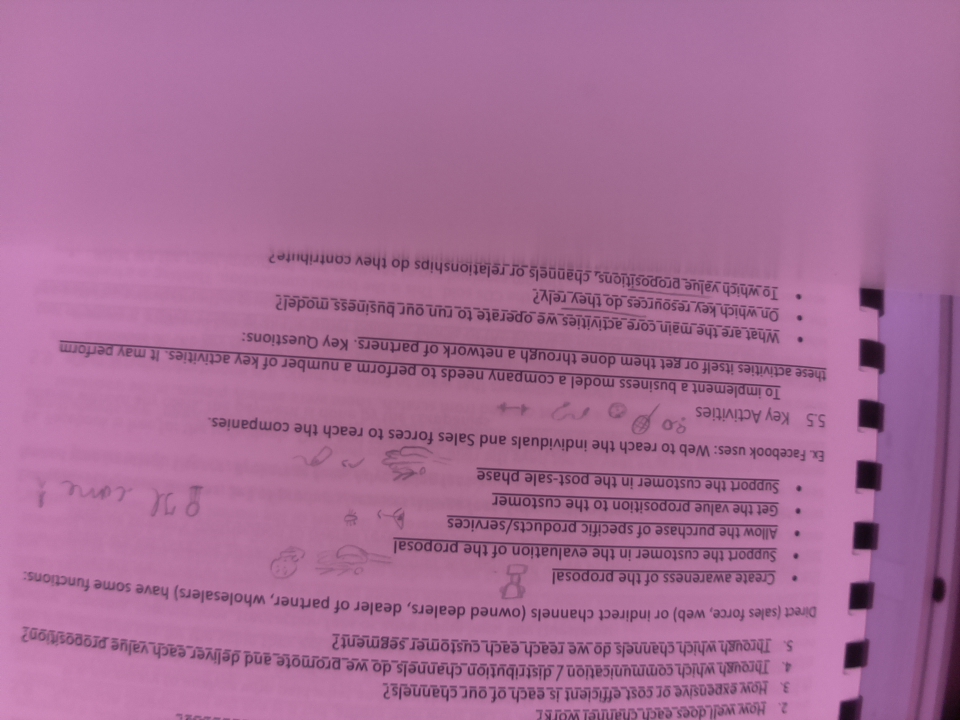 2. How well does each channel work?
3. How expensive or cost efficient is each of our channels?
4. Through which communication / distribution channels do we promote and deliver each value proposition?
5. Through which channels do we reach each customer segment?
Direct (sales force, web) or indirect channels (owned dealers, dealer of partner, wholesalers) have some functions:
• Create awareness of the proposal
• Support the customer in the evaluation of the proposal
• Allow the purchase of specific products/services
• Get the value proposition to the customer
• Support the customer in the post-sale phase
Ex. Facebook uses: Web to reach the individuals and Sales forces to reach the companies.
5.5 Key Activities
To implement a business model a company needs to perform a number of key activities. It may perform
these activities itself or get them done through a network of partners. Key Questions:
• What are the main core activities we operate to run our business model?
• On which key resources do they rely?
• To which value propositions, channels or relationships do they contribute?